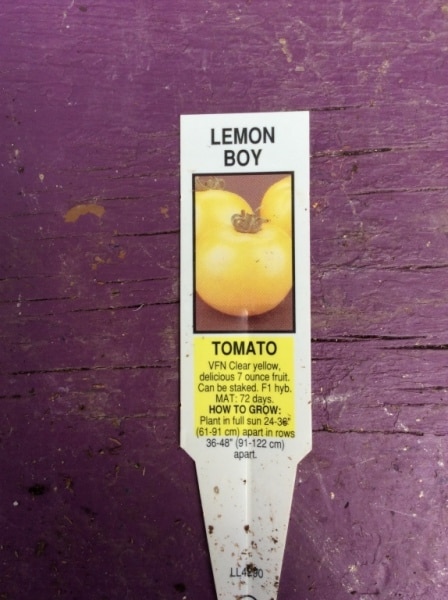 LEMON
BOY
TOMATO
VFN Clear yellow,
delicious 7 ounce fruit.
Can be staked. F1 hyb.
MAT: 72 days.
HOW TO GROW:
Plant in full sun 24-36"
(61-91 cm) apart in rows
36-48" (91-122 cm)
apart.